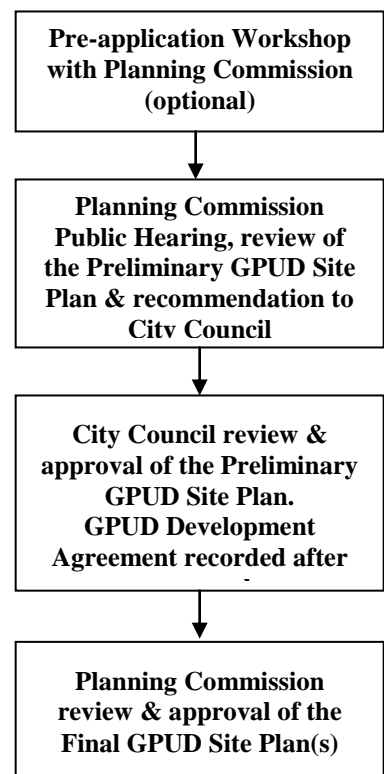 Pre-application Workshop
with Planning Commission
(optional)
Planning Commission
Public Hearing, review of
the Preliminary GPUD Site
Plan & recommendation to
City Council
City Council review &
approval of the Preliminary
GPUD Site Plan.
GPUD Development
Agreement recorded after
Planning Commission
review & approval of the
Final GPUD Site Plan(s)